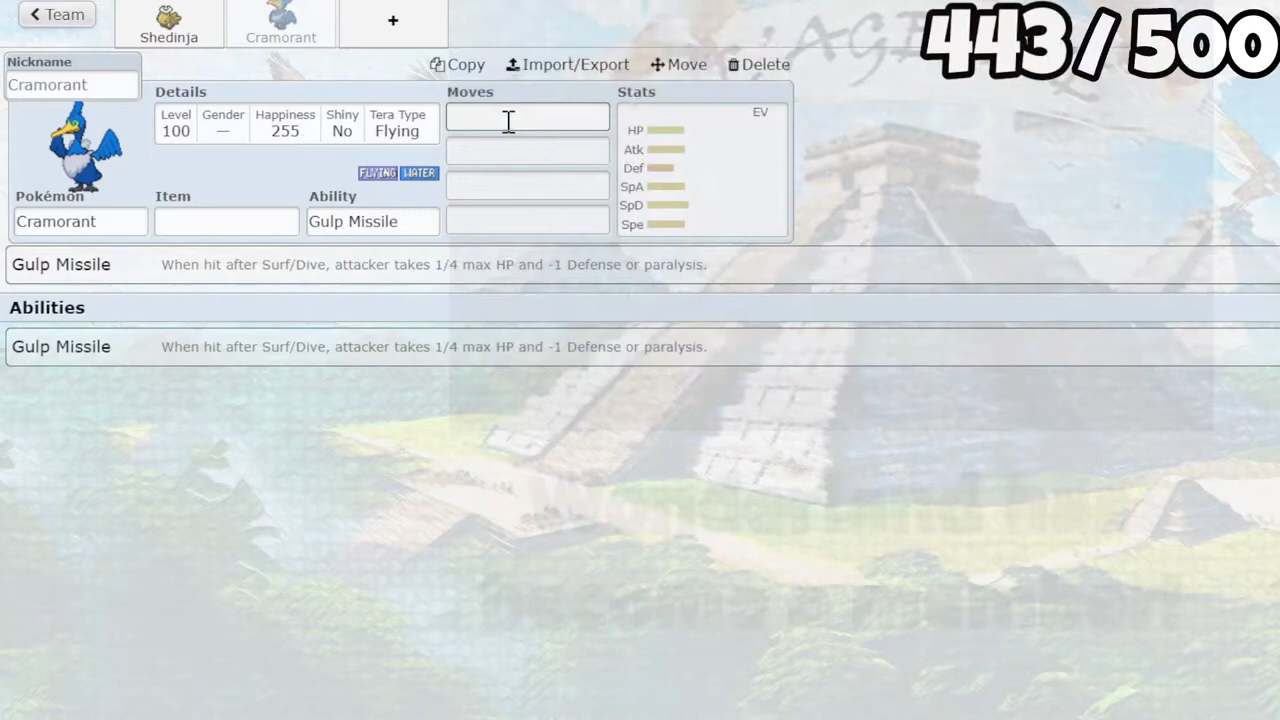 Team
Shedinja
Cramorant
+
443/500
Nickname
Cramorant
Copy
Import/Export
Move
Delete
Details
Moves
Stats
Level
100
Gender
—
Happiness
255
Shiny
No
Tera Type
Flying
EV
HP
Atk
Def
SpA
SpD
Spe
FLYING
WATER
Pokémon
Cramorant
Item
Ability
Gulp Missile
Gulp Missile When hit after Surf/Dive, attacker takes 1/4 max HP and -1 Defense or paralysis.
Abilities
Gulp Missile When hit after Surf/Dive, attacker takes 1/4 max HP and -1 Defense or paralysis.